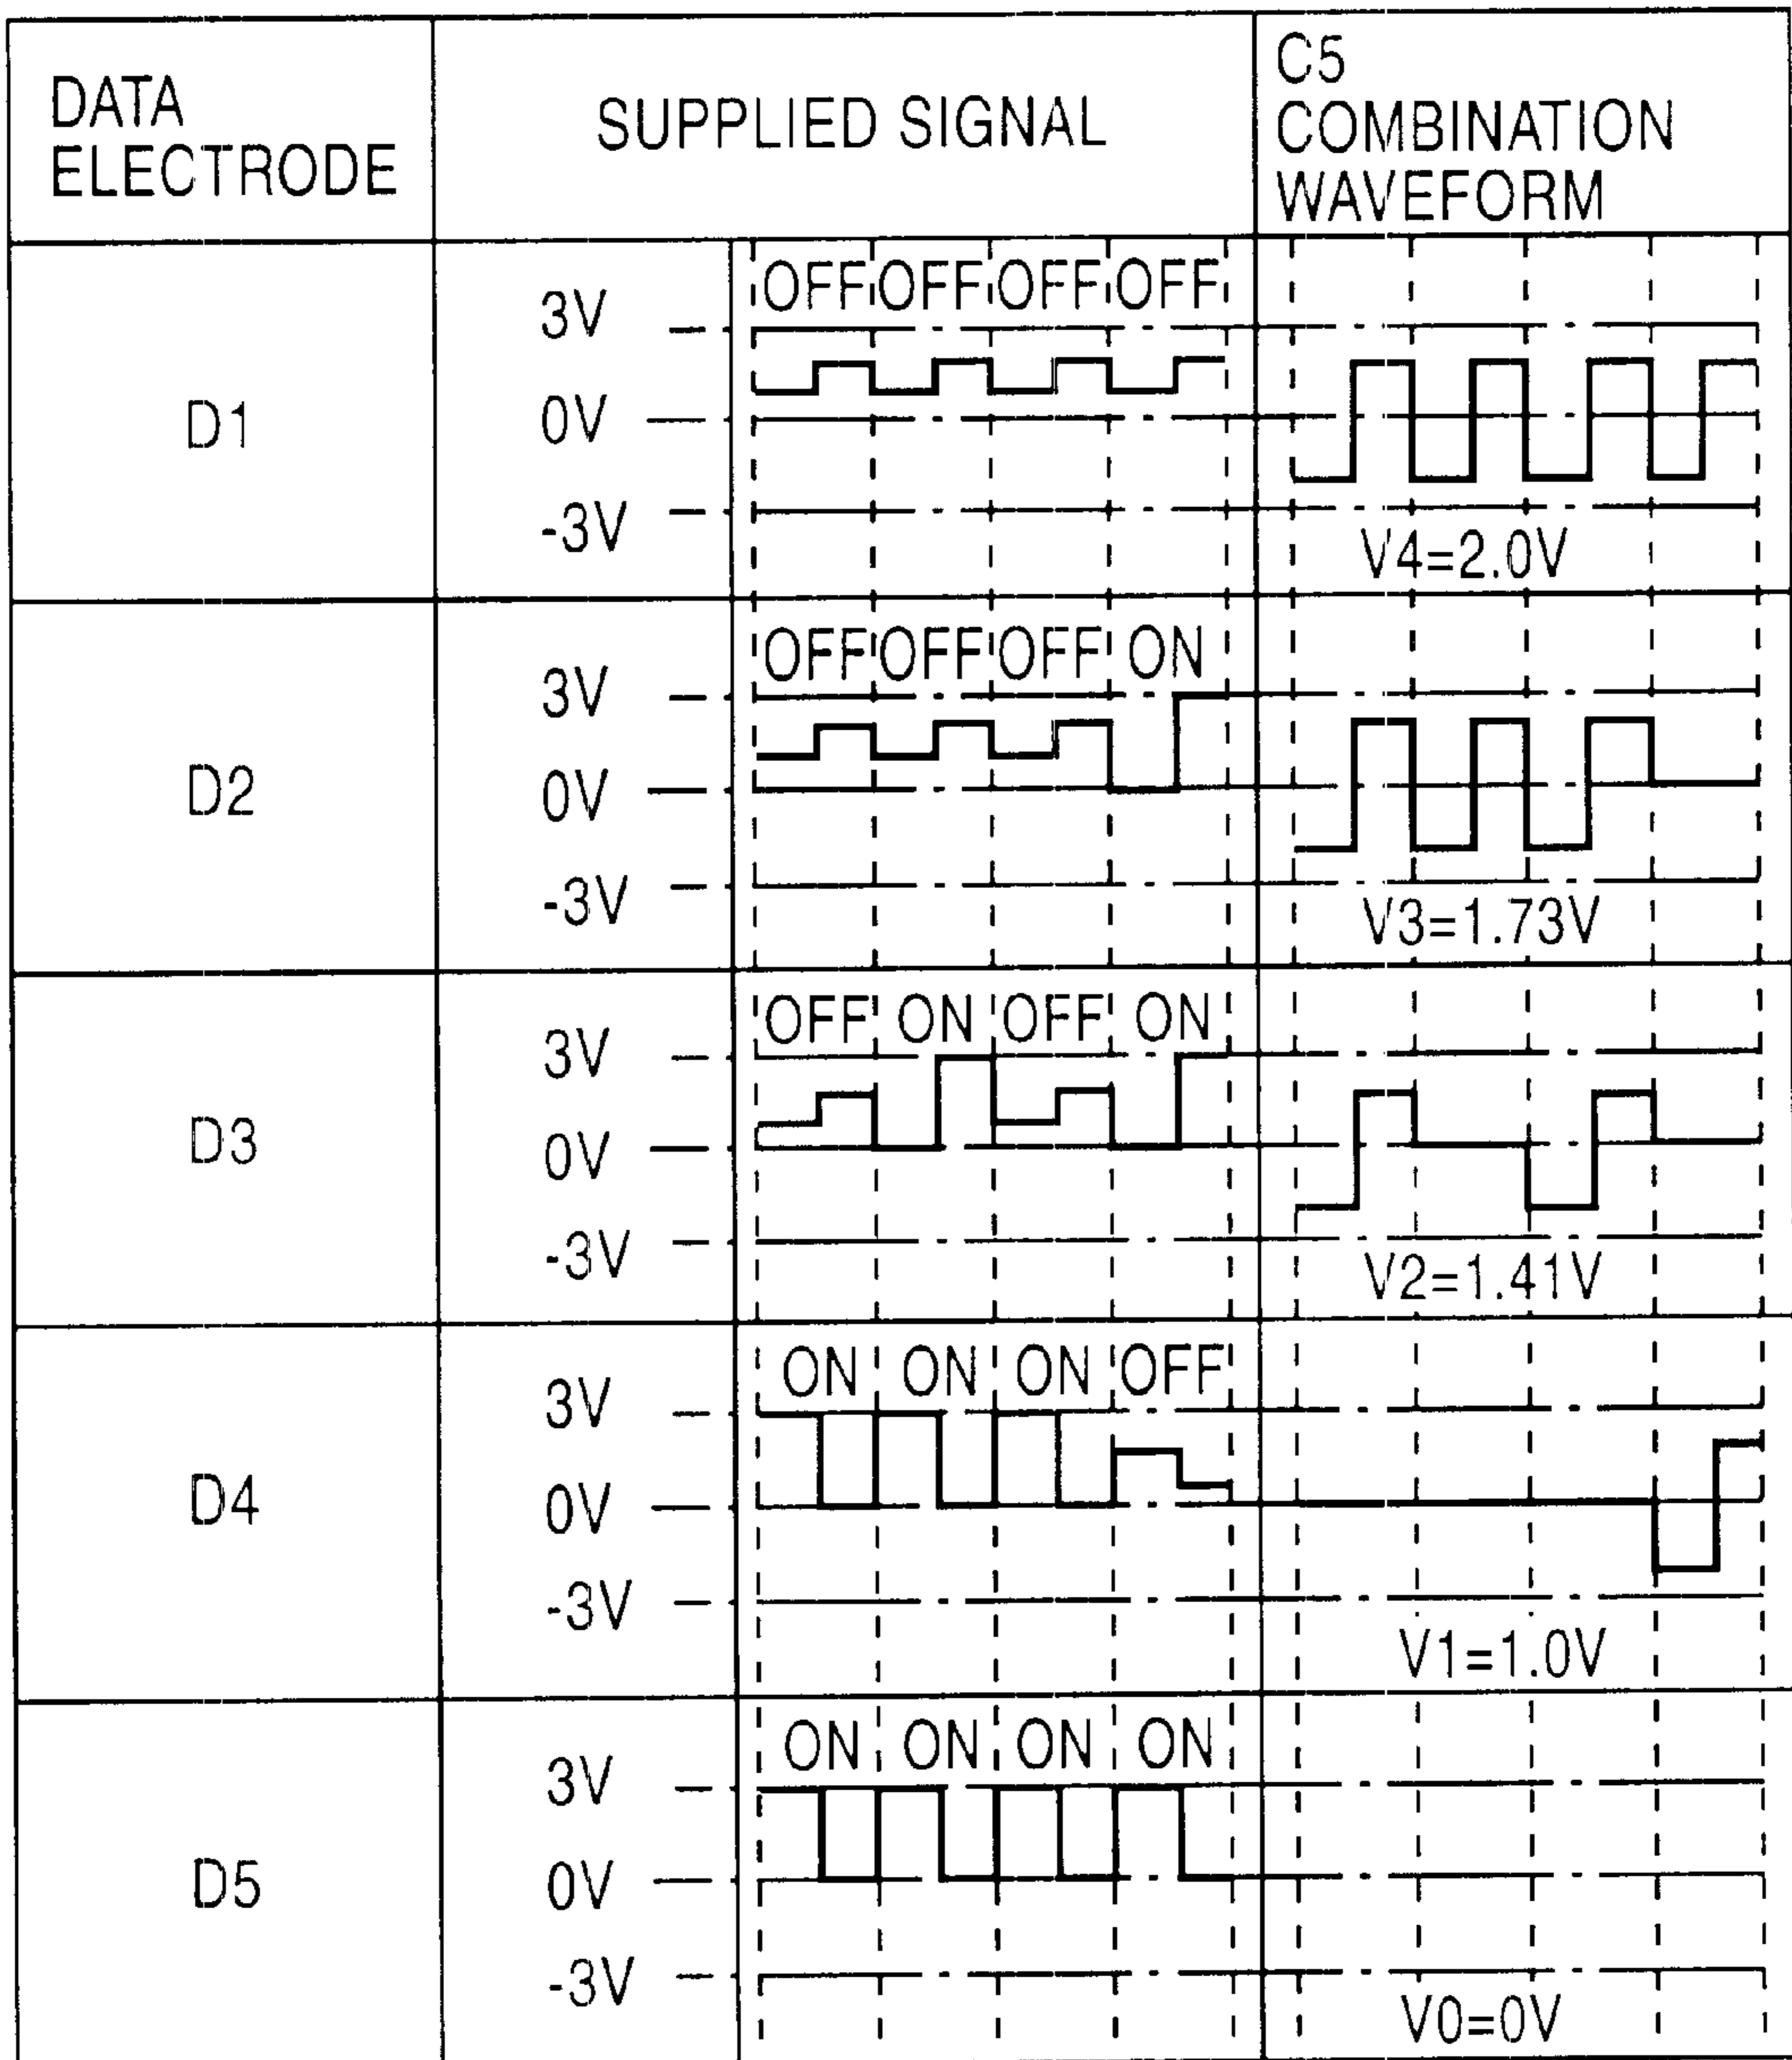 DATA
ELECTRODE
SUPPLIED SIGNAL
C5
COMBINATION
WAVEFORM
D1
3V
0V
-3V
OFF OFF OFF OFF
V4=2.0V
D2
3V
0V
-3V
OFF OFF OFF ON
V3=1.73V
D3
3V
0V
-3V
OFF ON OFF ON
V2=1.41V
D4
3V
0V
-3V
ON ON ON OFF
V1=1.0V
D5
3V
0V
-3V
ON ON ON ON
V0=0V